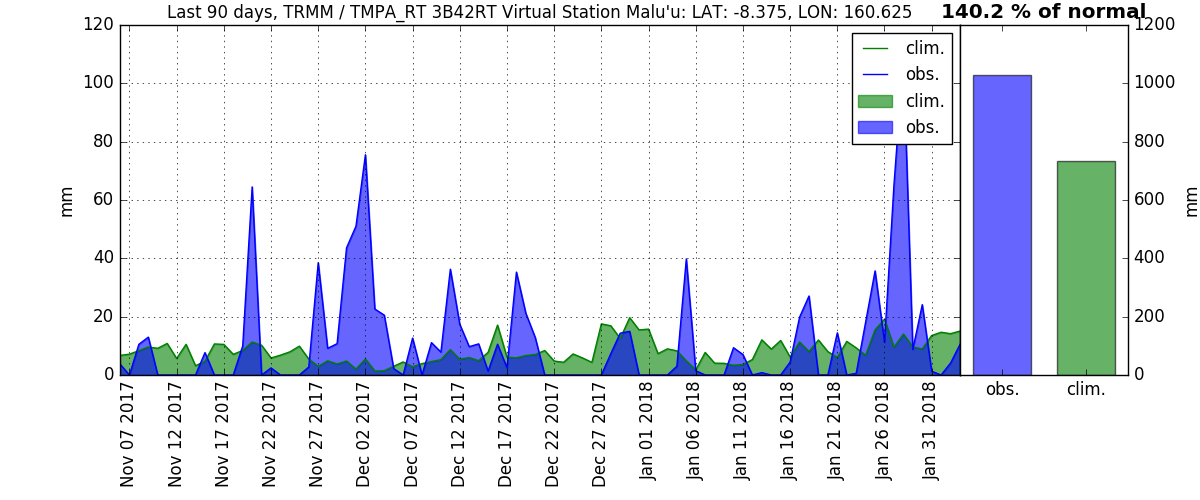 Last 90 days, TRMM / TMPA_RT 3B42RT Virtual Station Malu'u: LAT: -8.375, LON: 160.625
140.2 % of normal
mm
120
100
80
60
40
20
0
clim.
obs.
clim.
obs.
1200
1000
800
600
400
200
0
mm
Nov 07 2017
Nov 12 2017
Nov 17 2017
Nov 22 2017
Nov 27 2017
Dec 02 2017
Dec 07 2017
Dec 12 2017
Dec 17 2017
Dec 22 2017
Dec 27 2017
Jan 01 2018
Jan 06 2018
Jan 11 2018
Jan 16 2018
Jan 21 2018
Jan 26 2018
Jan 31 2018
obs.
clim.